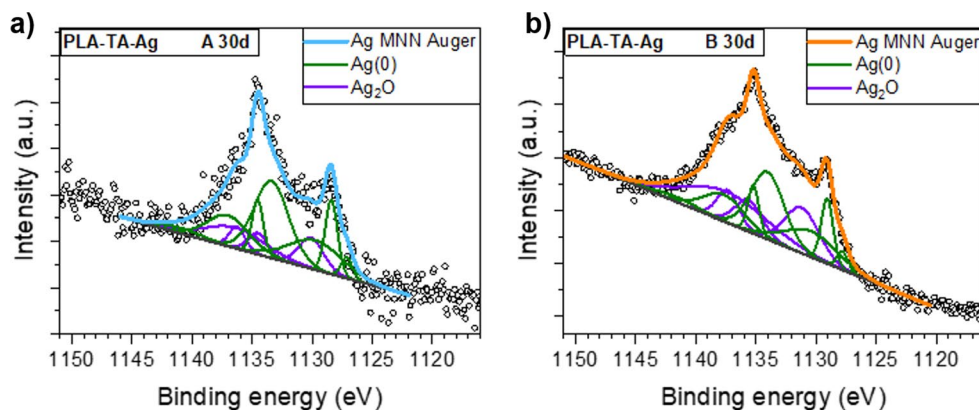 a)
PLA-TA-Ag A 30d
Ag MNN Auger
Ag(0)
Ag₂O
Intensity (a.u.)
1150 1145 1140 1135 1130 1125 1120
Binding energy (eV)
b)
PLA-TA-Ag B 30d
Ag MNN Auger
Ag(0)
Ag₂O
Intensity (a.u.)
1150 1145 1140 1135 1130 1125 1120
Binding energy (eV)